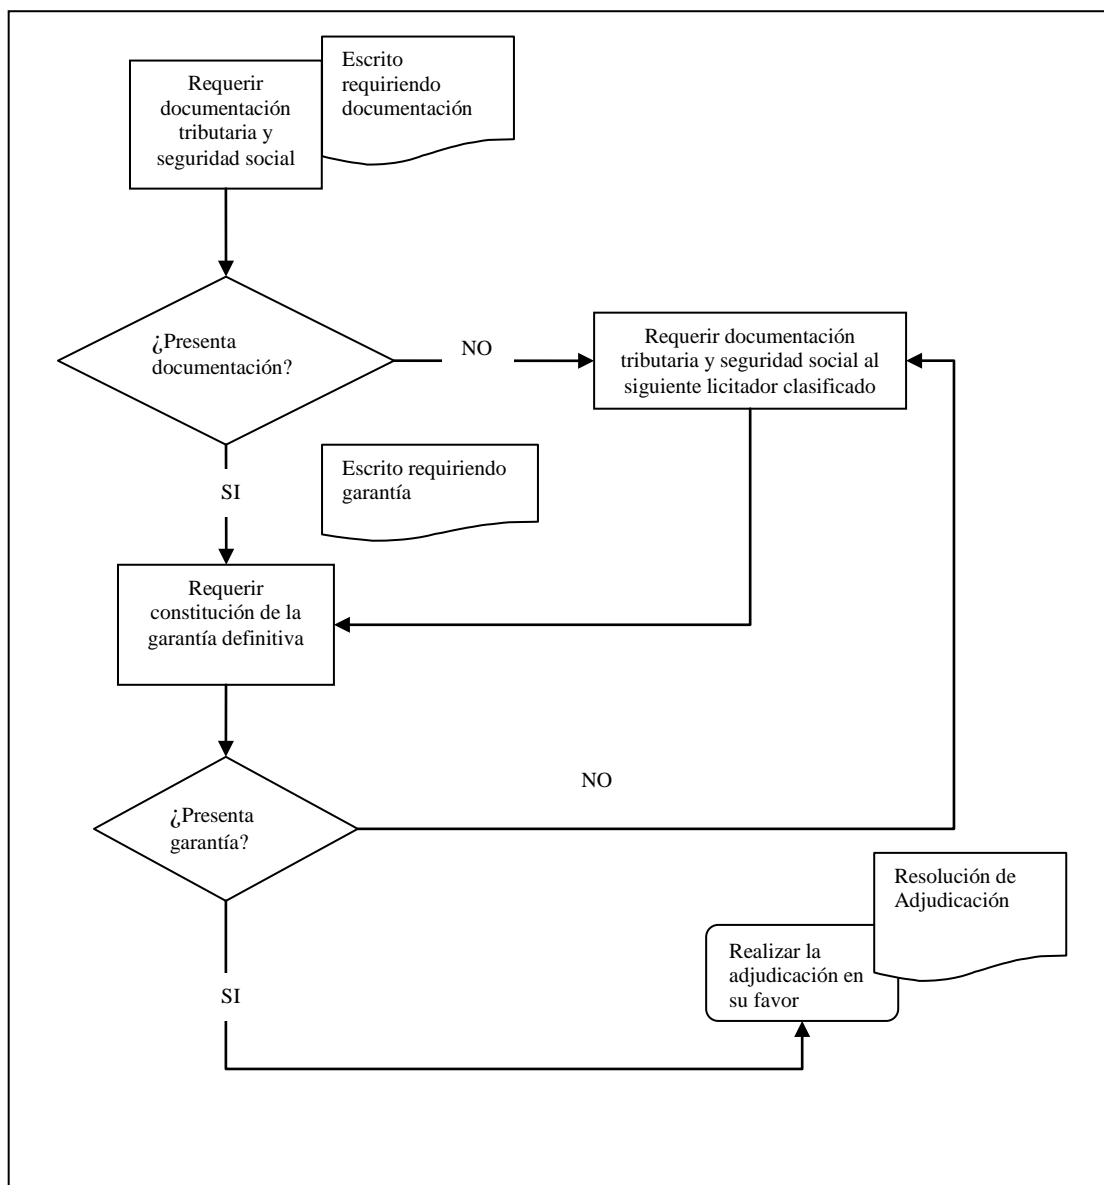 Requerir
documentación
tributaria y
seguridad social
Escrito
requiriendo
documentación
¿Presenta
documentación?
NO
Requerir documentación
tributaria y seguridad social al
siguiente licitador clasificado
SI
Escrito requiriendo
garantía
Requerir
constitución de la
garantía definitiva
¿Presenta
garantía?
NO
Resolución de
Adjudicación
Realizar la
adjudicación en
su favor
SI